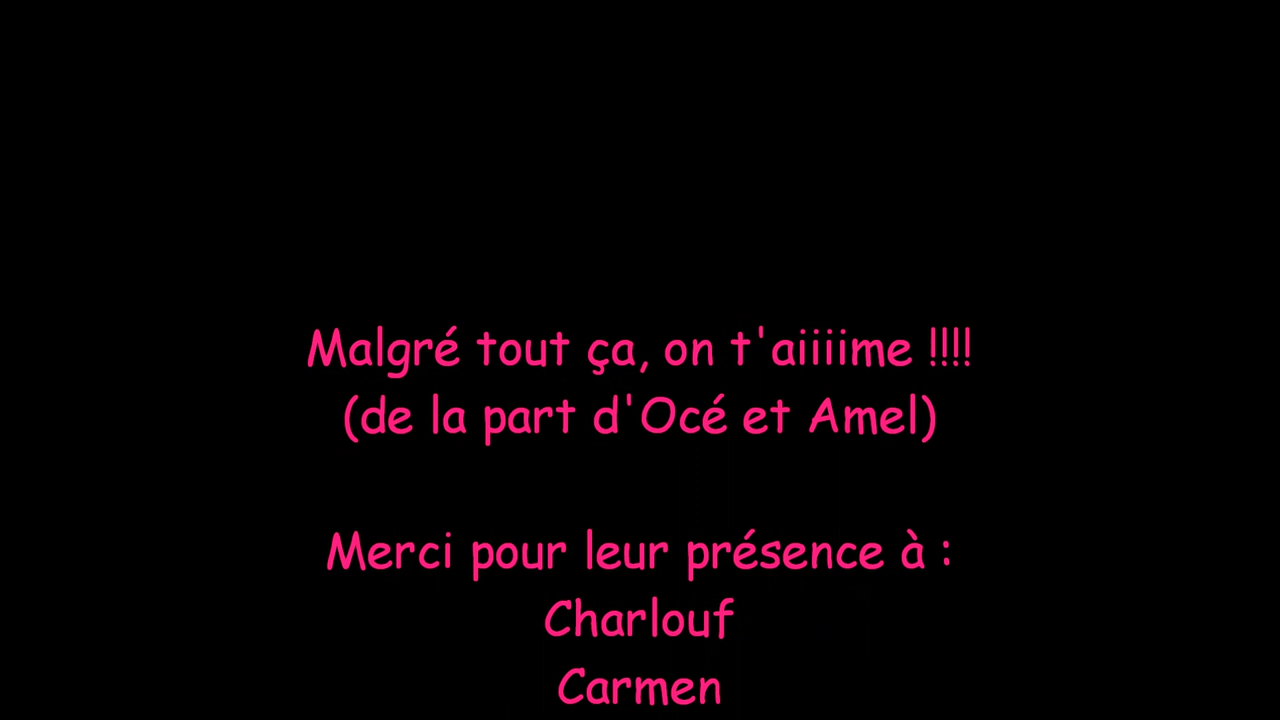 Malgré tout ça, on t'aiiiime !!!!
(de la part d'Océ et Amel)
Merci pour leur présence à :
Charlouf
Carmen